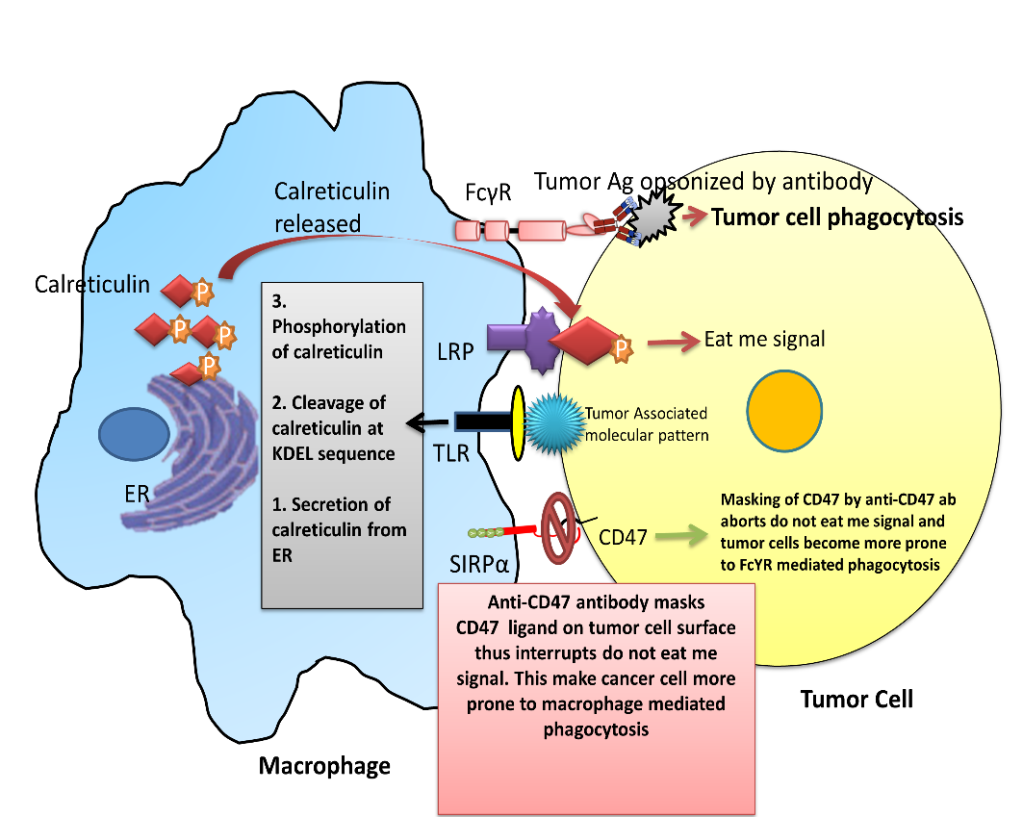 Tumor Ag opsonized by antibody
Calreticulin
released
FcγR
Tumor cell phagocytosis
Calreticulin
P
P
P
P
3.
Phosphorylation
of calreticulin
2. Cleavage of
calreticulin at
KDEL sequence
1. Secretion of
calreticulin from
ER
LRP
P
Eat me signal
TLR
Tumor Associated
molecular pattern
ER
SIRPα
CD47
Masking of CD47 by anti-CD47 ab
aborts do not eat me signal and
tumor cells become more prone
to FcYR mediated phagocytosis
Anti-CD47 antibody masks
CD47 ligand on tumor cell surface
thus interrupts do not eat me
signal. This make cancer cell more
prone to macrophage mediated
phagocytosis
Tumor Cell
Macrophage